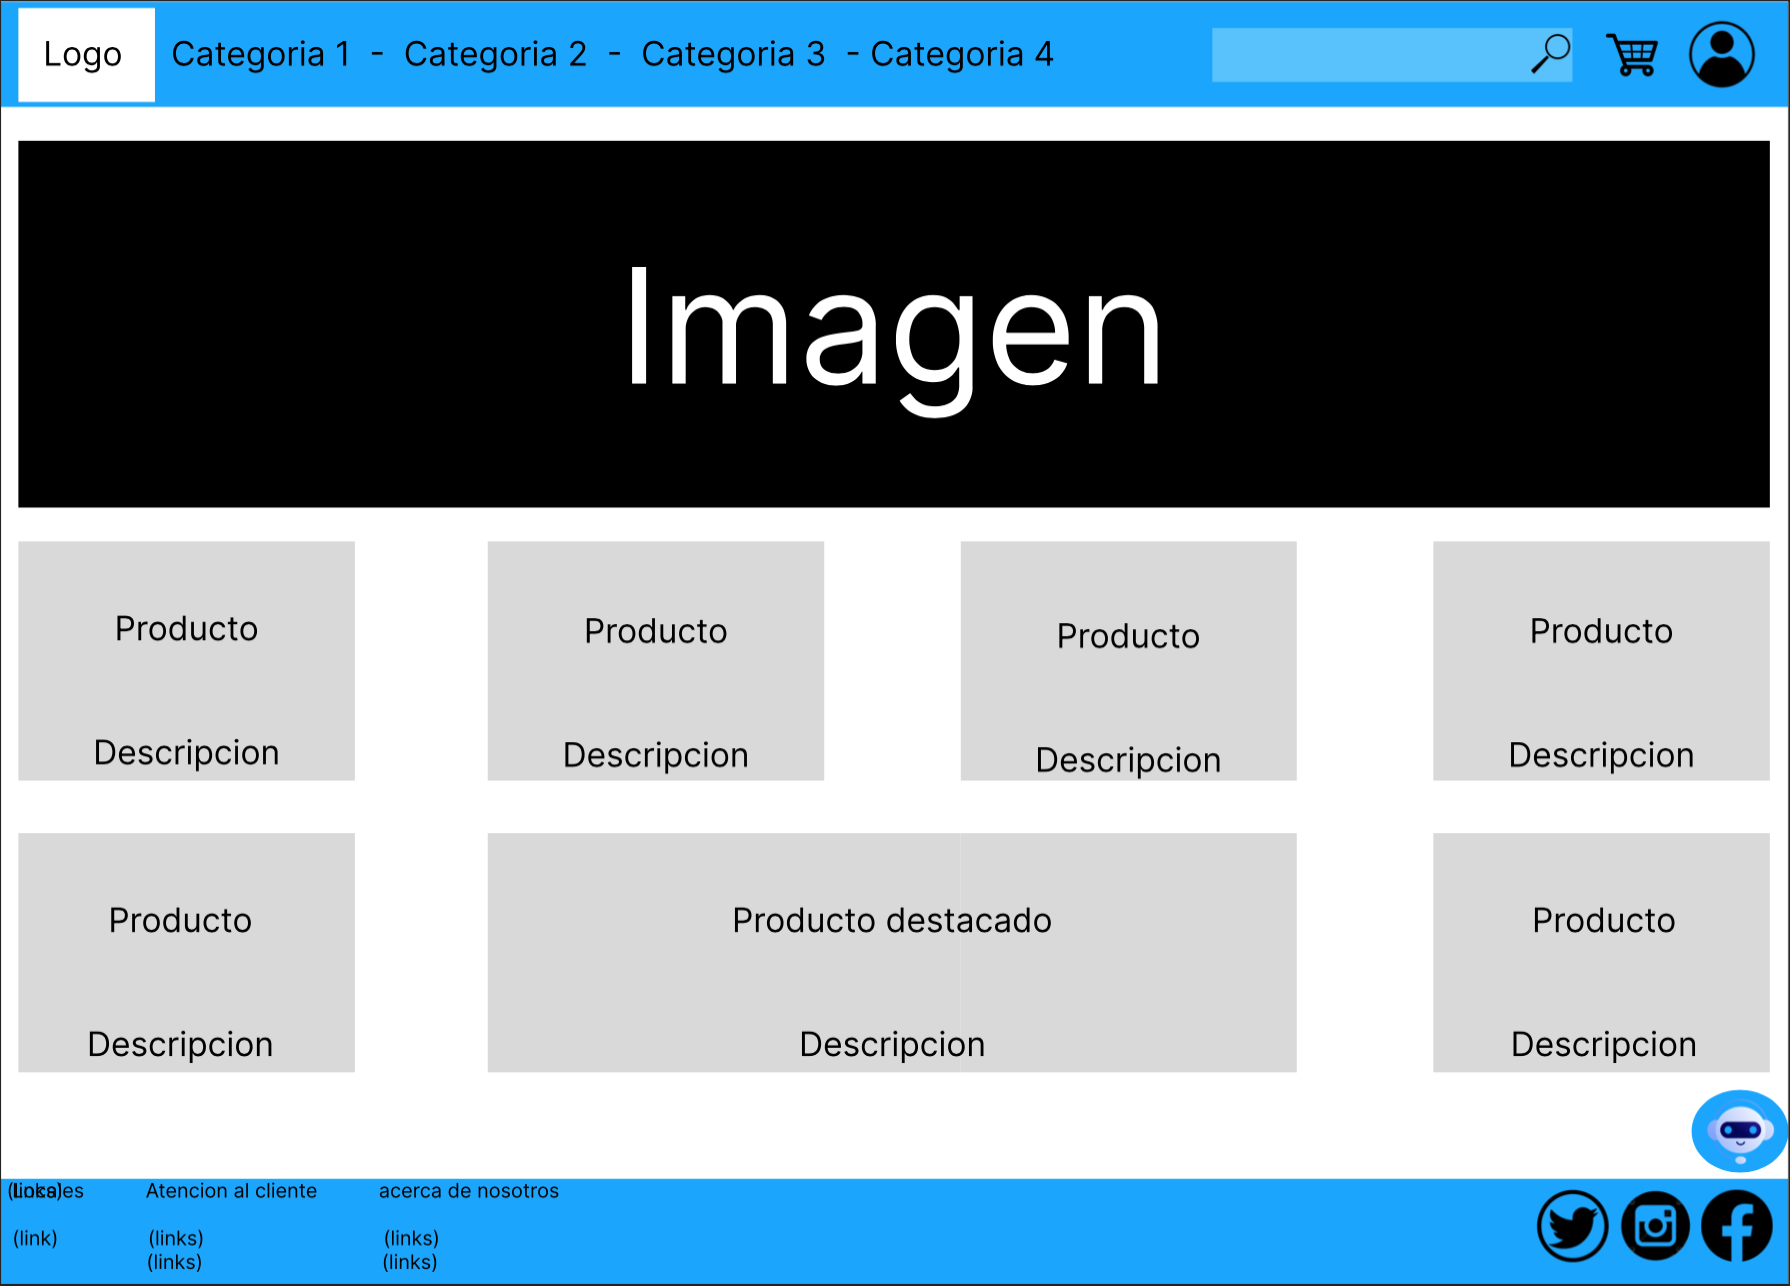 Logo
Categoria 1 - Categoria 2 - Categoria 3 - Categoria 4
Imagen
Producto
Producto
Producto
Producto
Descripcion
Descripcion
Descripcion
Descripcion
Producto
Producto destacado
Producto
Descripcion
Descripcion
Descripcion
(links)
Locales
Atencion al cliente
acerca de nosotros
(link)
(links)
(links)
(links)
(links)